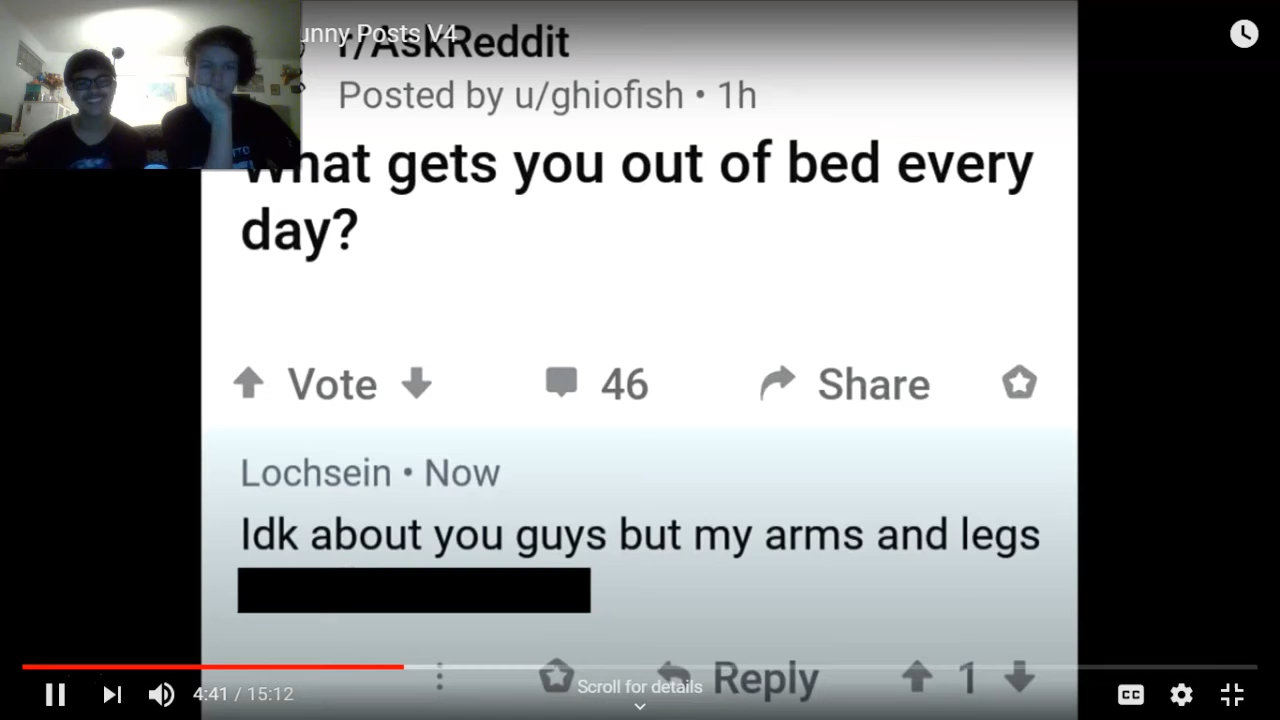 unny Posts V4
r/AskReddit
Posted by u/ghiofish • 1h
What gets you out of bed every
day?
Vote
46
Share
Lochsein • Now
Idk about you guys but my arms and legs
Reply
1
4:41 / 15:12
Scroll for details
CC